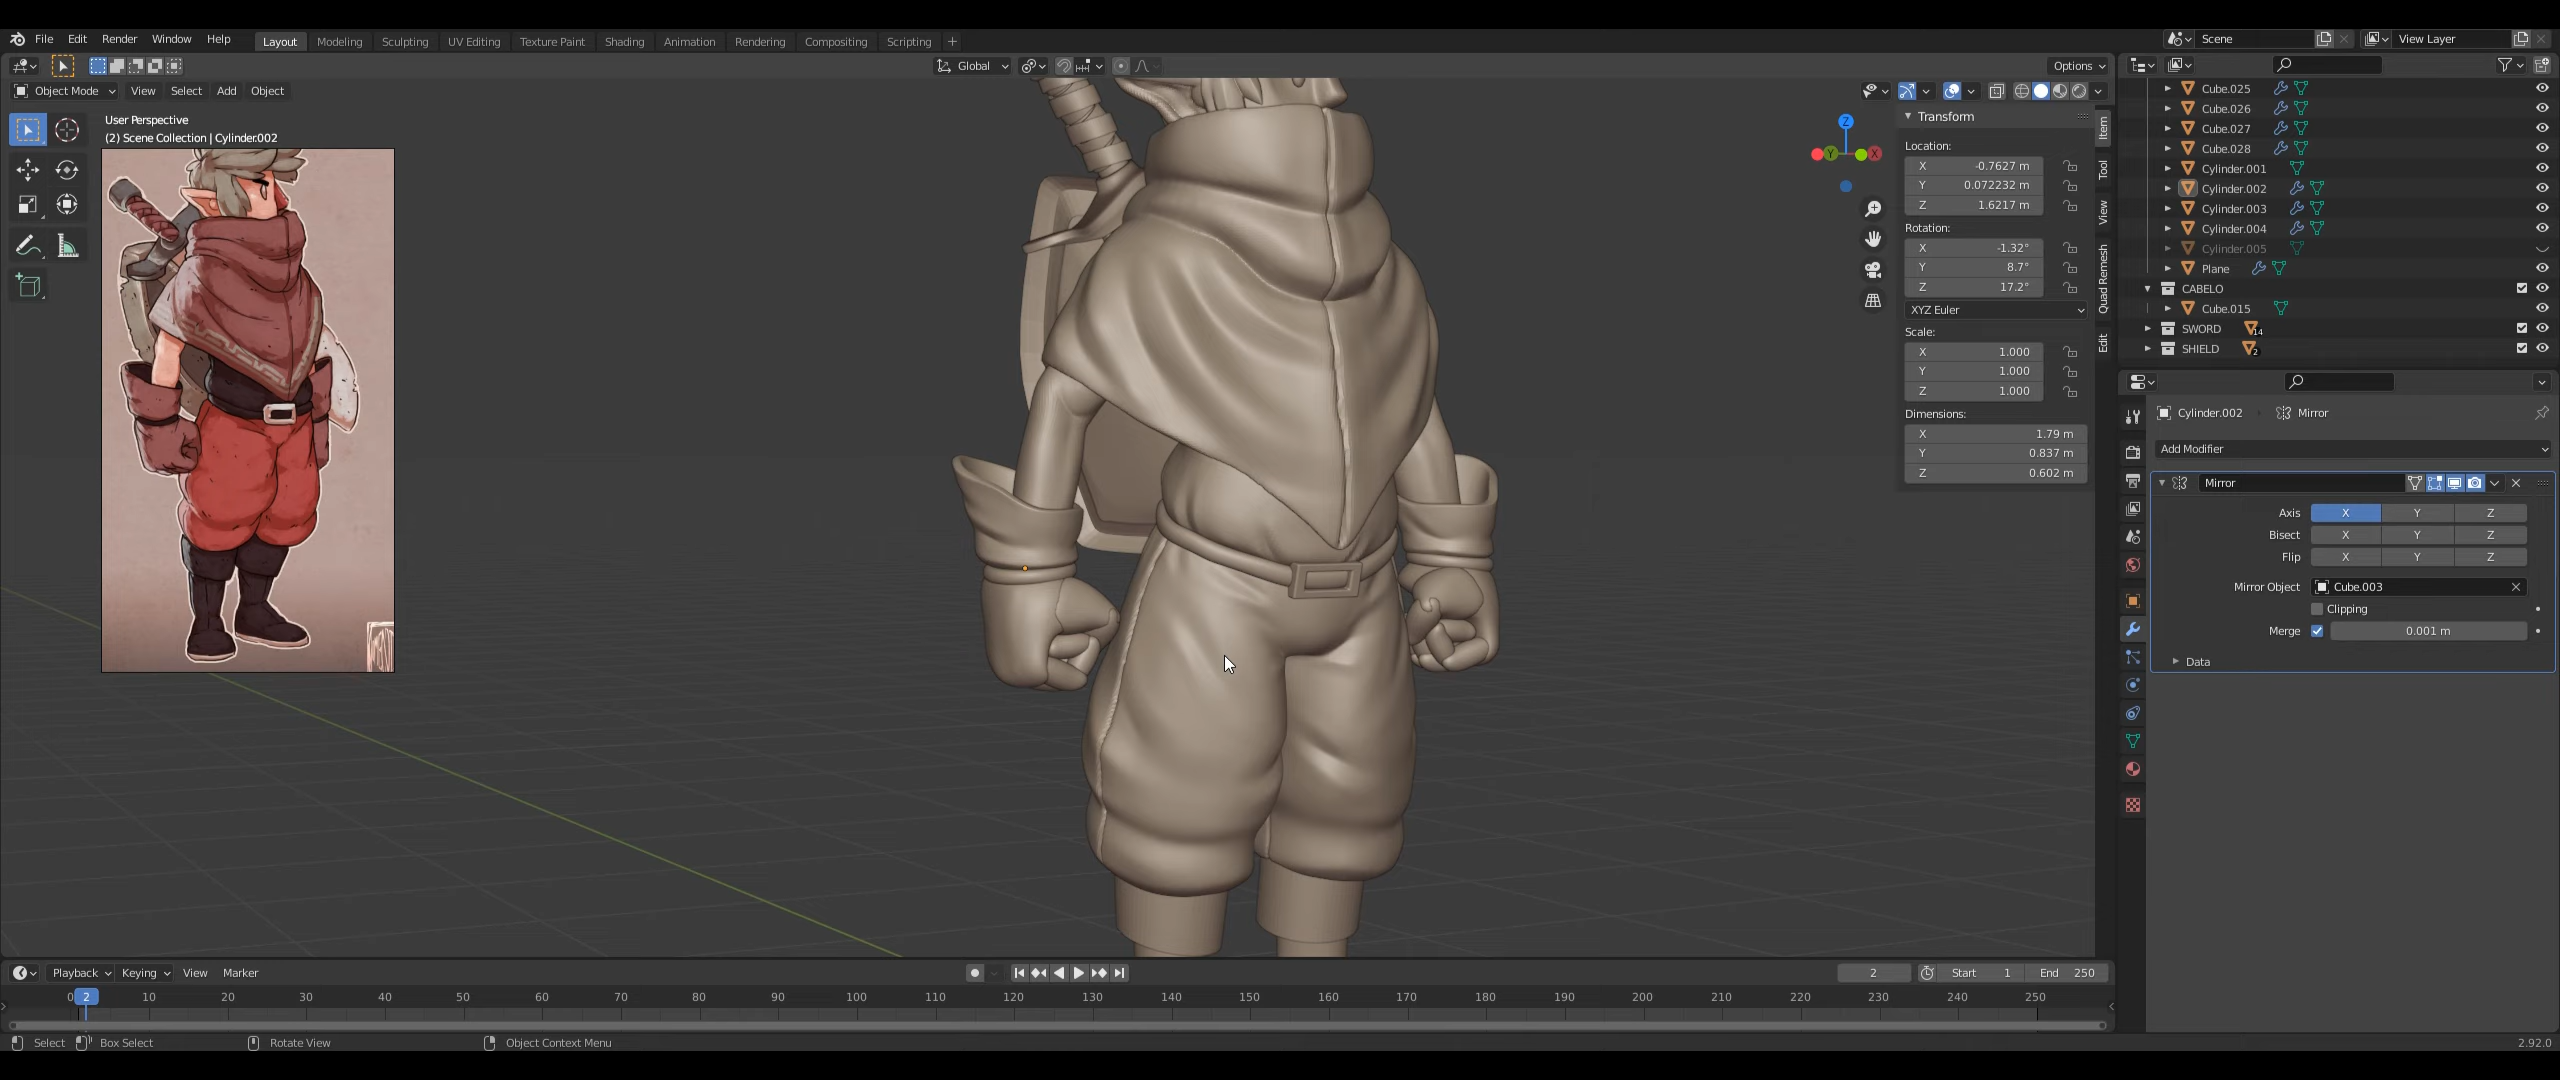 File Edit Render Window Help Layout Modeling Sculpting UV Editing Texture Paint Shading Animation Rendering Compositing Scripting + Scene View Layer
Global Options
Object Mode View Select Add Object
User Perspective
(2) Scene Collection | Cylinder.002
Z
Y X
Transform
Location:
X -0.7627 m
Y 0.072232 m
Z 1.6217 m
Rotation:
X -1.32°
Y 8.7°
Z 17.2°
XYZ Euler
Scale:
X 1.000
Y 1.000
Z 1.000
Dimensions:
X 1.79 m
Y 0.837 m
Z 0.602 m
Item
Tool
View
Quad Remesh
Edit
Cube.025
Cube.026
Cube.027
Cube.028
Cylinder.001
Cylinder.002
Cylinder.003
Cylinder.004
Cylinder.005
Plane
CABELO
Cube.015
SWORD 14
SHIELD 2
Cylinder.002 Mirror
Add Modifier
Mirror
Axis X Y Z
Bisect X Y Z
Flip X Y Z
Mirror Object Cube.003
Clipping
Merge 0.001 m
Data
Playback Keying View Marker 2 Start 1 End 250
0 2 10 20 30 40 50 60 70 80 90 100 110 120 130 140 150 160 170 180 190 200 210 220 230 240 250
Select Box Select Rotate View Object Context Menu 2.92.0